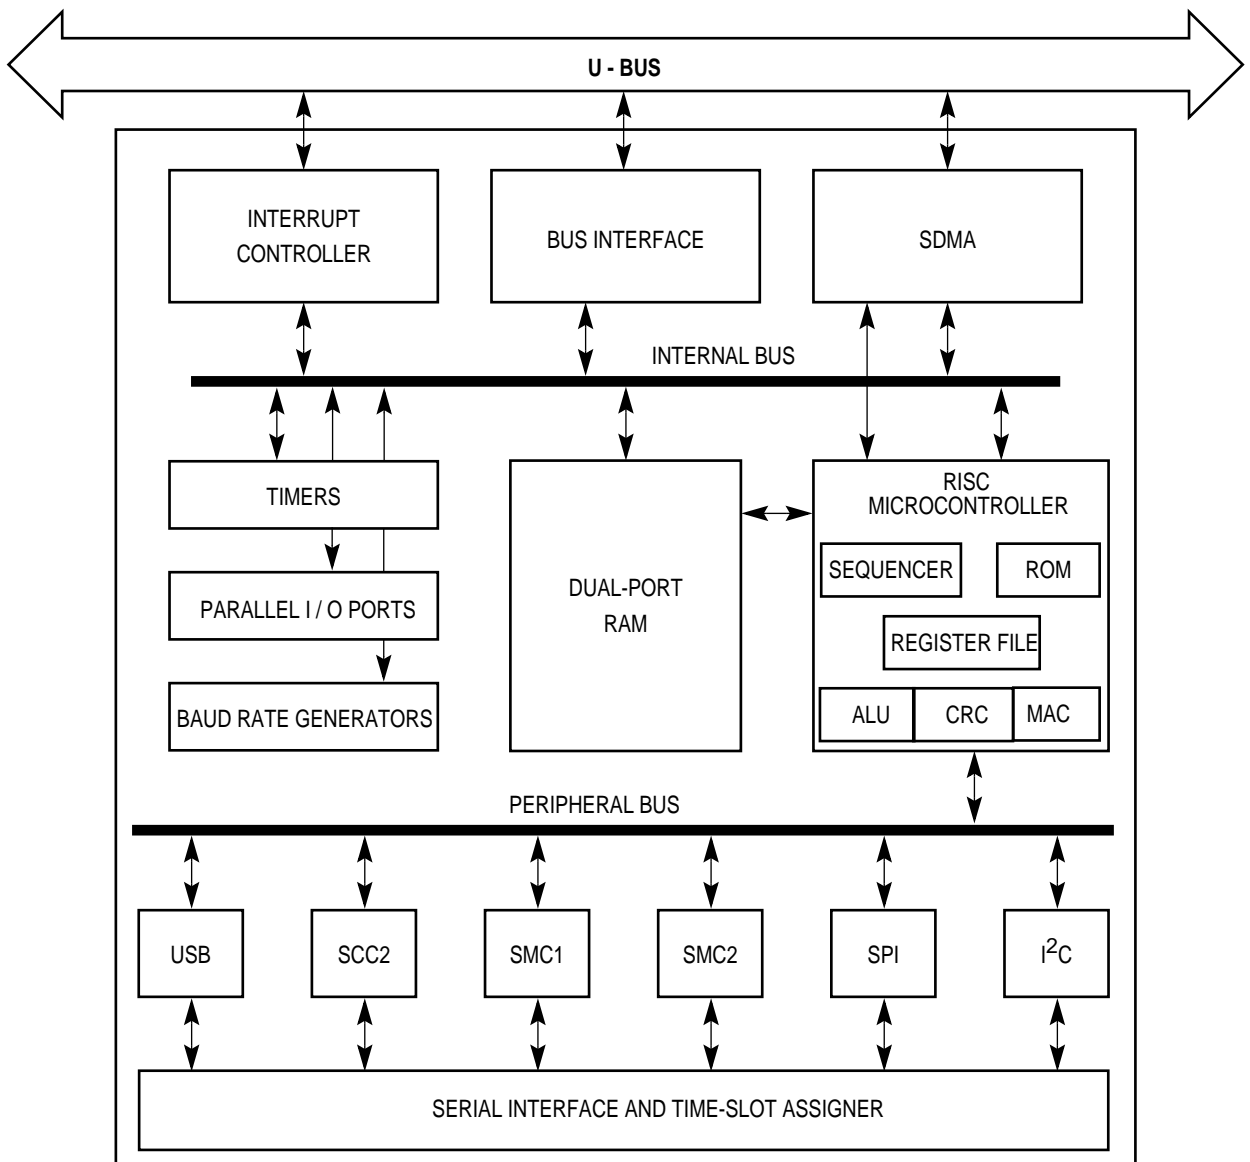 U - BUS
INTERRUPT
CONTROLLER
BUS INTERFACE
SDMA
INTERNAL BUS
TIMERS
PARALLEL I / O PORTS
BAUD RATE GENERATORS
DUAL-PORT
RAM
RISC
MICROCONTROLLER
SEQUENCER
ROM
REGISTER FILE
ALU
CRC
MAC
PERIPHERAL BUS
USB
SCC2
SMC1
SMC2
SPI
I²C
SERIAL INTERFACE AND TIME-SLOT ASSIGNER